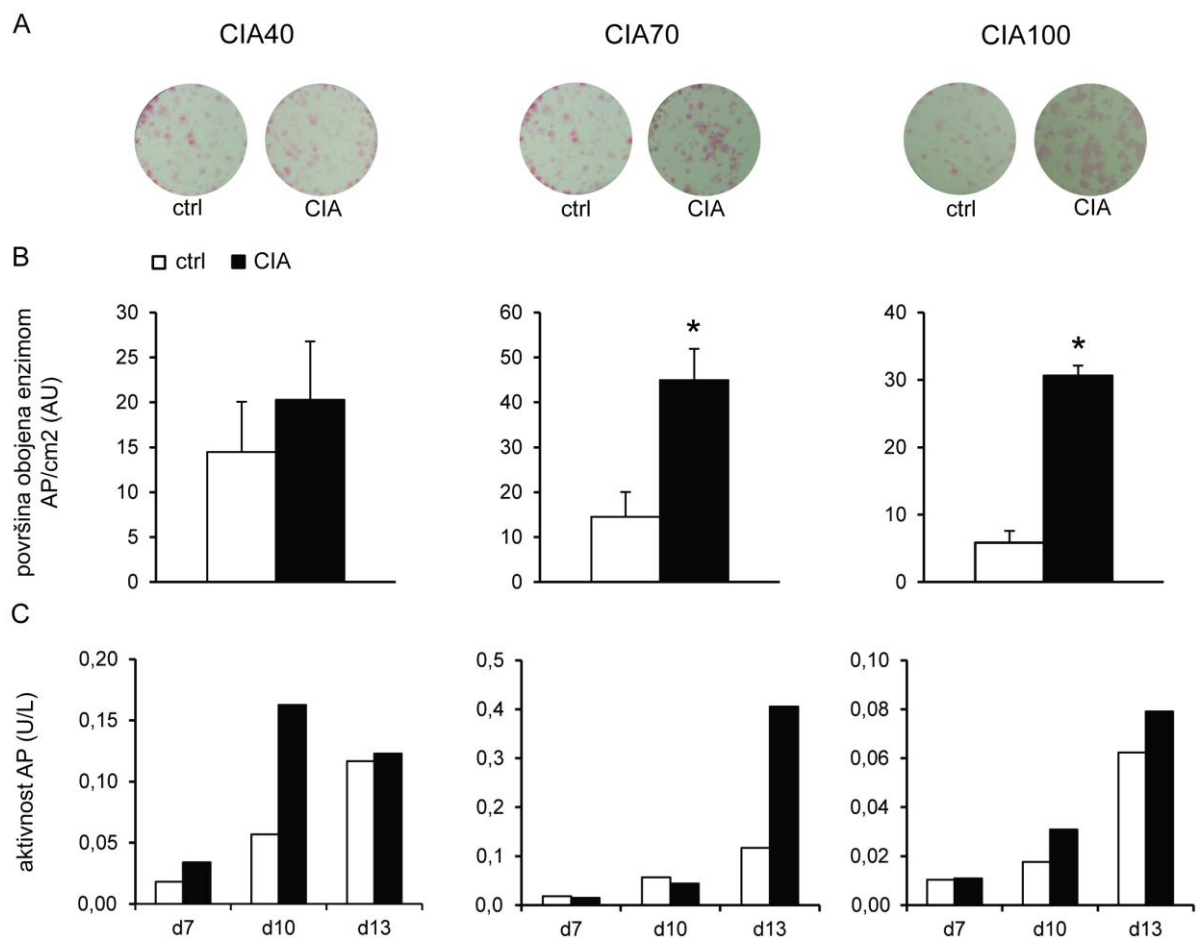 A
CIA40
CIA70
CIA100
ctrl
CIA
ctrl
CIA
ctrl
CIA
B
ctrl
CIA
površina obojena enzimom
AP/cm2 (AU)
30
25
20
15
10
5
0
60
50
40
30
20
10
0
*
40
30
20
10
0
*
C
aktivnost AP (U/L)
0,20
0,15
0,10
0,05
0,00
d7
d10
d13
0,5
0,4
0,3
0,2
0,1
0,0
d7
d10
d13
0,10
0,08
0,06
0,04
0,02
0,00
d7
d10
d13